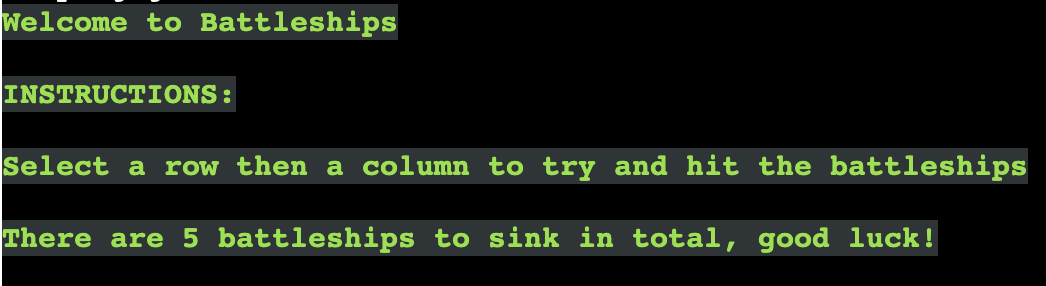 Welcome to Battleships
INSTRUCTIONS:
Select a row then a column to try and hit the battleships
There are 5 battleships to sink in total, good luck!